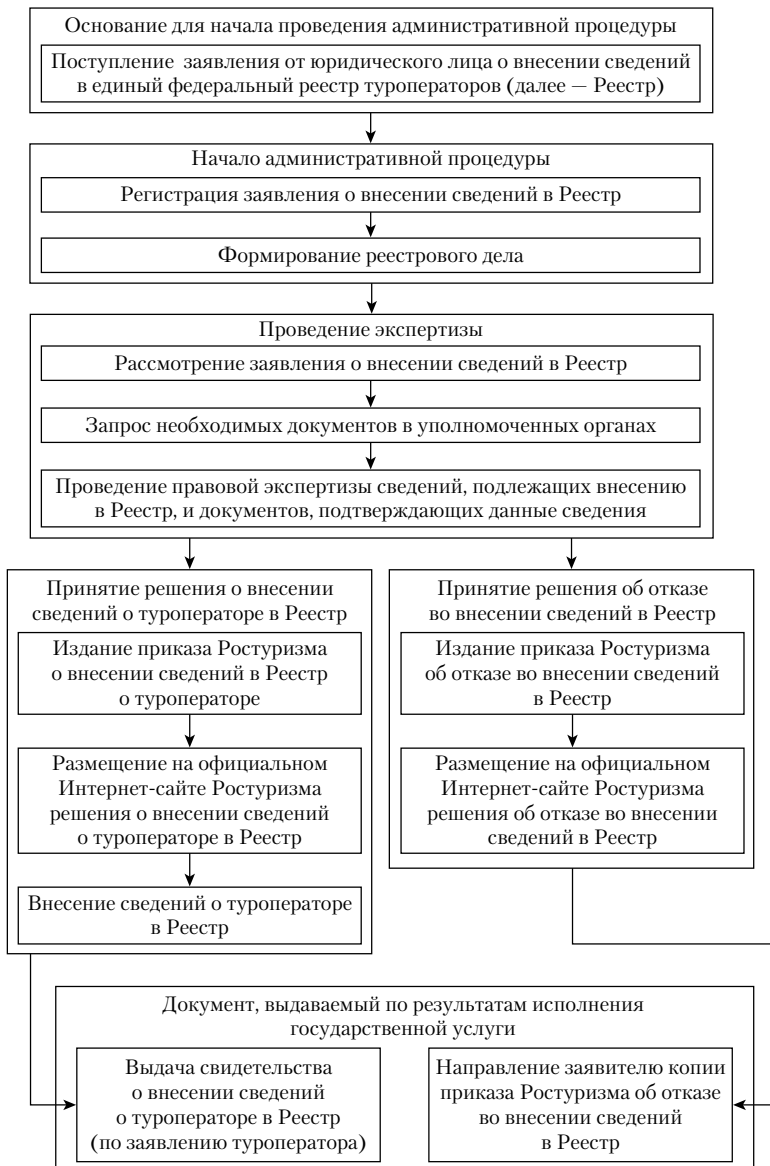 Основание для начала проведения административной процедуры
Поступление заявления от юридического лица о внесении сведений
в единый федеральный реестр туроператоров (далее — Реестр)
Начало административной процедуры
Регистрация заявления о внесении сведений в Реестр
Формирование реестрового дела
Проведение экспертизы
Рассмотрение заявления о внесении сведений в Реестр
Запрос необходимых документов в уполномоченных органах
Проведение правовой экспертизы сведений, подлежащих внесению
в Реестр, и документов, подтверждающих данные сведения
Принятие решения о внесении
сведений о туроператоре в Реестр
Издание приказа Ростуризма
о внесении сведений в Реестр
о туроператоре
Размещение на официальном
Интернет-сайте Ростуризма
решения о внесении сведений
о туроператоре в Реестр
Внесение сведений о туроператоре
в Реестр
Принятие решения об отказе
во внесении сведений в Реестр
Издание приказа Ростуризма
об отказе во внесении сведений
в Реестр
Размещение на официальном
Интернет-сайте Ростуризма
решения об отказе во внесении
сведений в Реестр
Документ, выдаваемый по результатам исполнения
государственной услуги
Выдача свидетельства
о внесении сведений
о туроператоре в Реестр
(по заявлению туроператора)
Направление заявителю копии
приказа Ростуризма об отказе
во внесении сведений
в Реестр